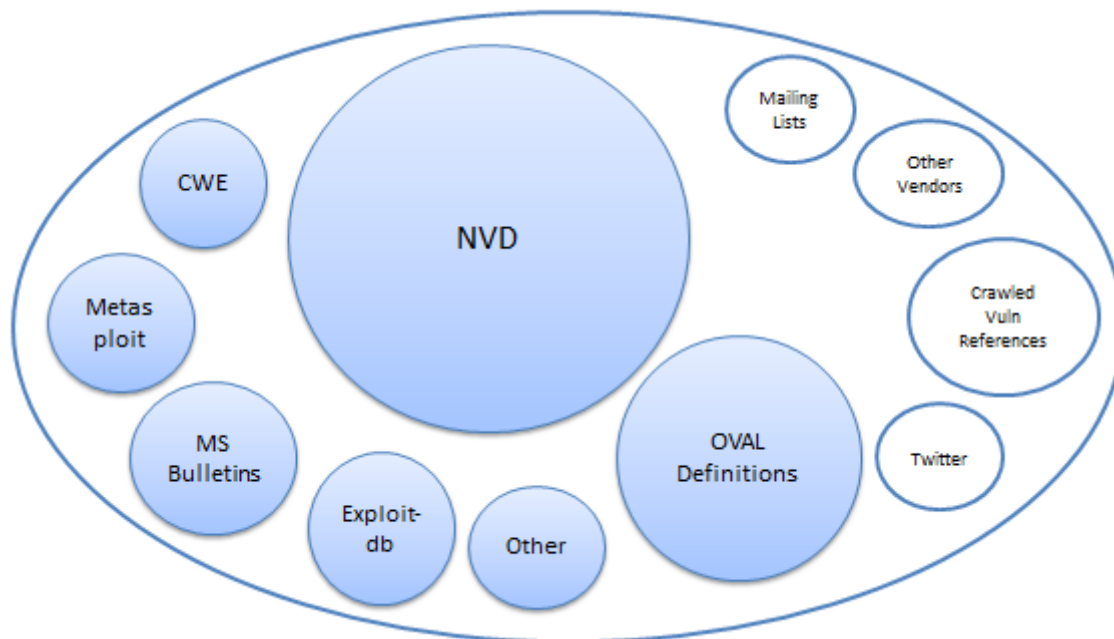 Mailing
Lists
Other
Vendors
CWE
NVD
Metas
ploit
Crawled
Vuln
References
MS
Bulletins
OVAL
Definitions
Twitter
Exploit-
db
Other